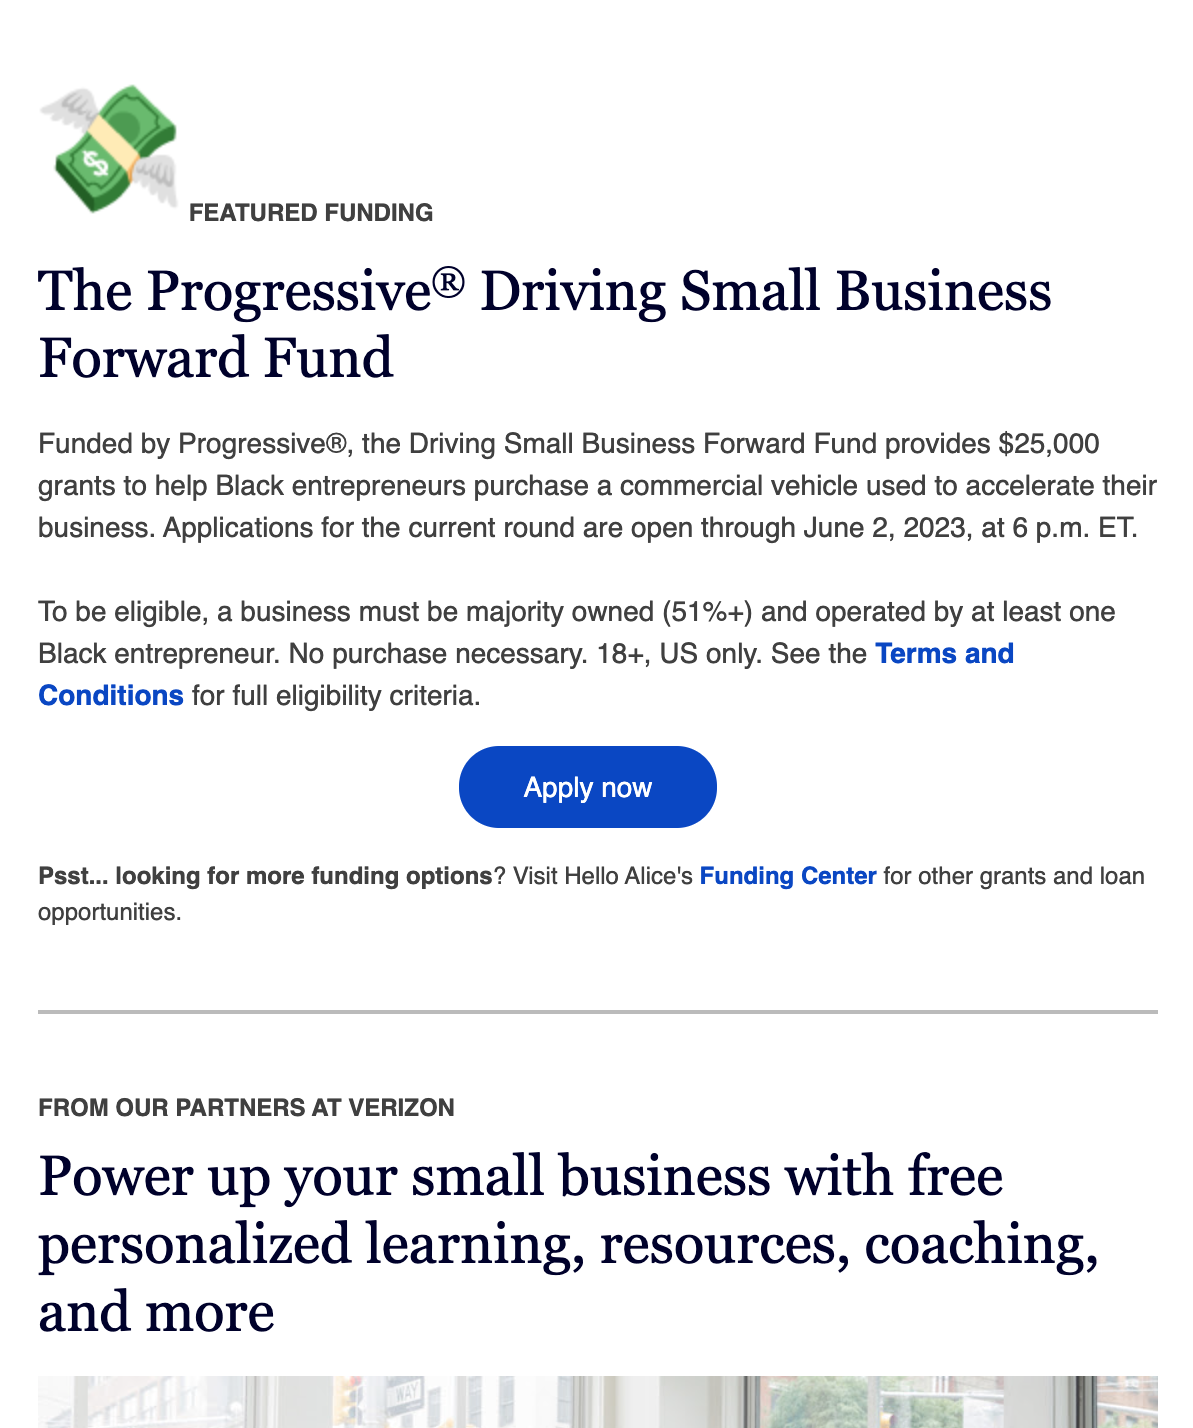 FEATURED FUNDING
The Progressive® Driving Small Business
Forward Fund
Funded by Progressive®, the Driving Small Business Forward Fund provides $25,000
grants to help Black entrepreneurs purchase a commercial vehicle used to accelerate their
business. Applications for the current round are open through June 2, 2023, at 6 p.m. ET.
To be eligible, a business must be majority owned (51%+) and operated by at least one
Black entrepreneur. No purchase necessary. 18+, US only. See the Terms and
Conditions for full eligibility criteria.
Apply now
Psst... looking for more funding options? Visit Hello Alice's Funding Center for other grants and loan
opportunities.
FROM OUR PARTNERS AT VERIZON
Power up your small business with free
personalized learning, resources, coaching,
and more
WAY